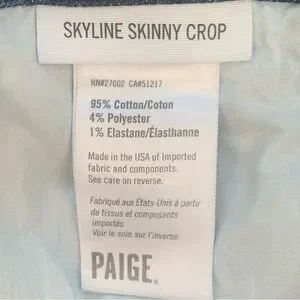 SKYLINE SKINNY CROP
RN#27002 CA#51217
95% Cotton/Coton
4% Polyester
1% Elastane/Élasthanne
Made in the USA of Imported
fabric and components.
See care on reverse.
Fabriqué aux États-Unis à partir
de tissus et composants
importés
Voir le soin sur l'inverse.
PAIGE.